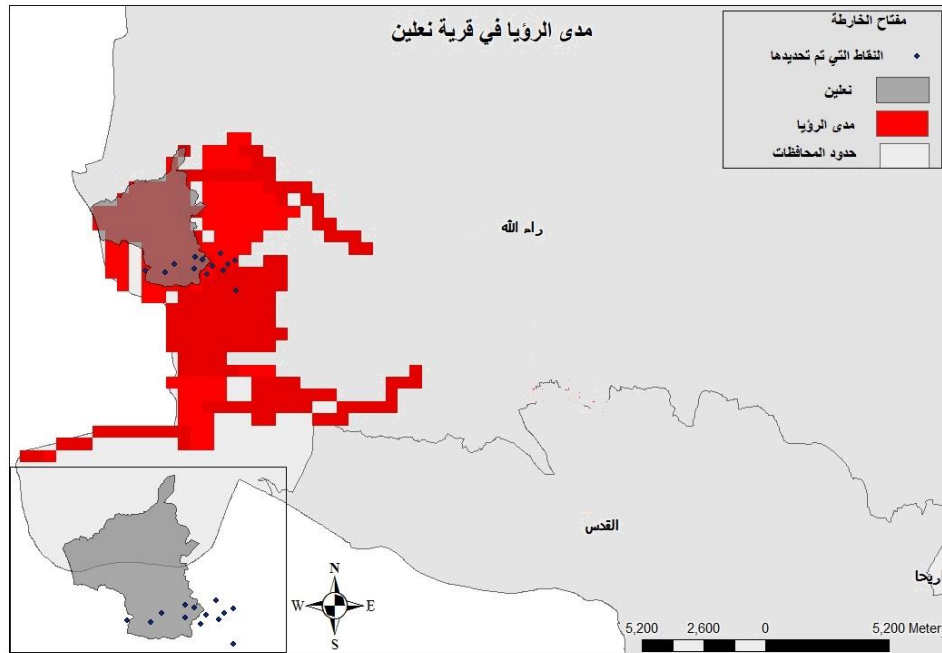 مدى الرؤيا في قرية نعلين
مفتاح الخارطة
النقاط التي تم تحديدها
نعلين
مدى الرؤيا
حدود المحافظات
رام الله
القدس
اريحا
N
W E
S
5,200 2,600 0 5,200 Meter